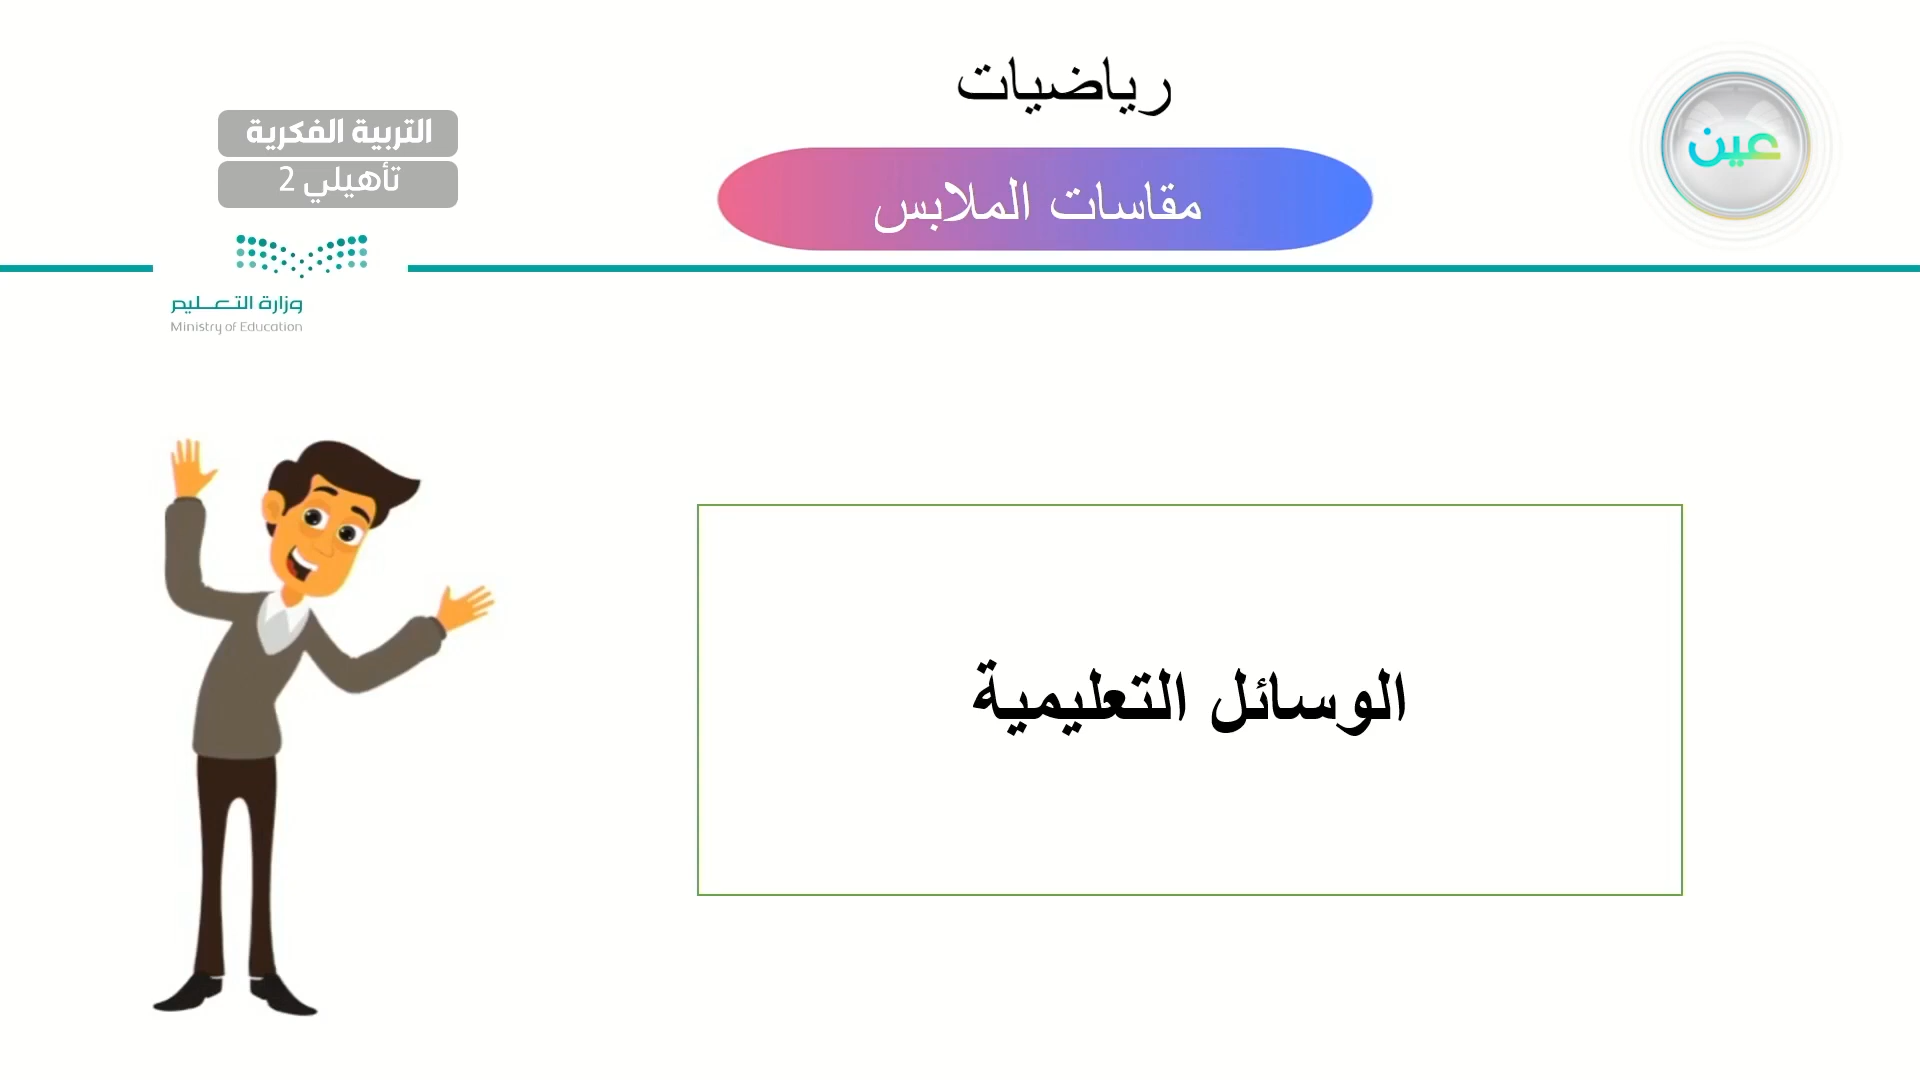 رياضيات
مقاسات الملابس
عين
التربية الفكرية
تأهيلي 2
وزارة التعليم
Ministry of Education
الوسائل التعليمية